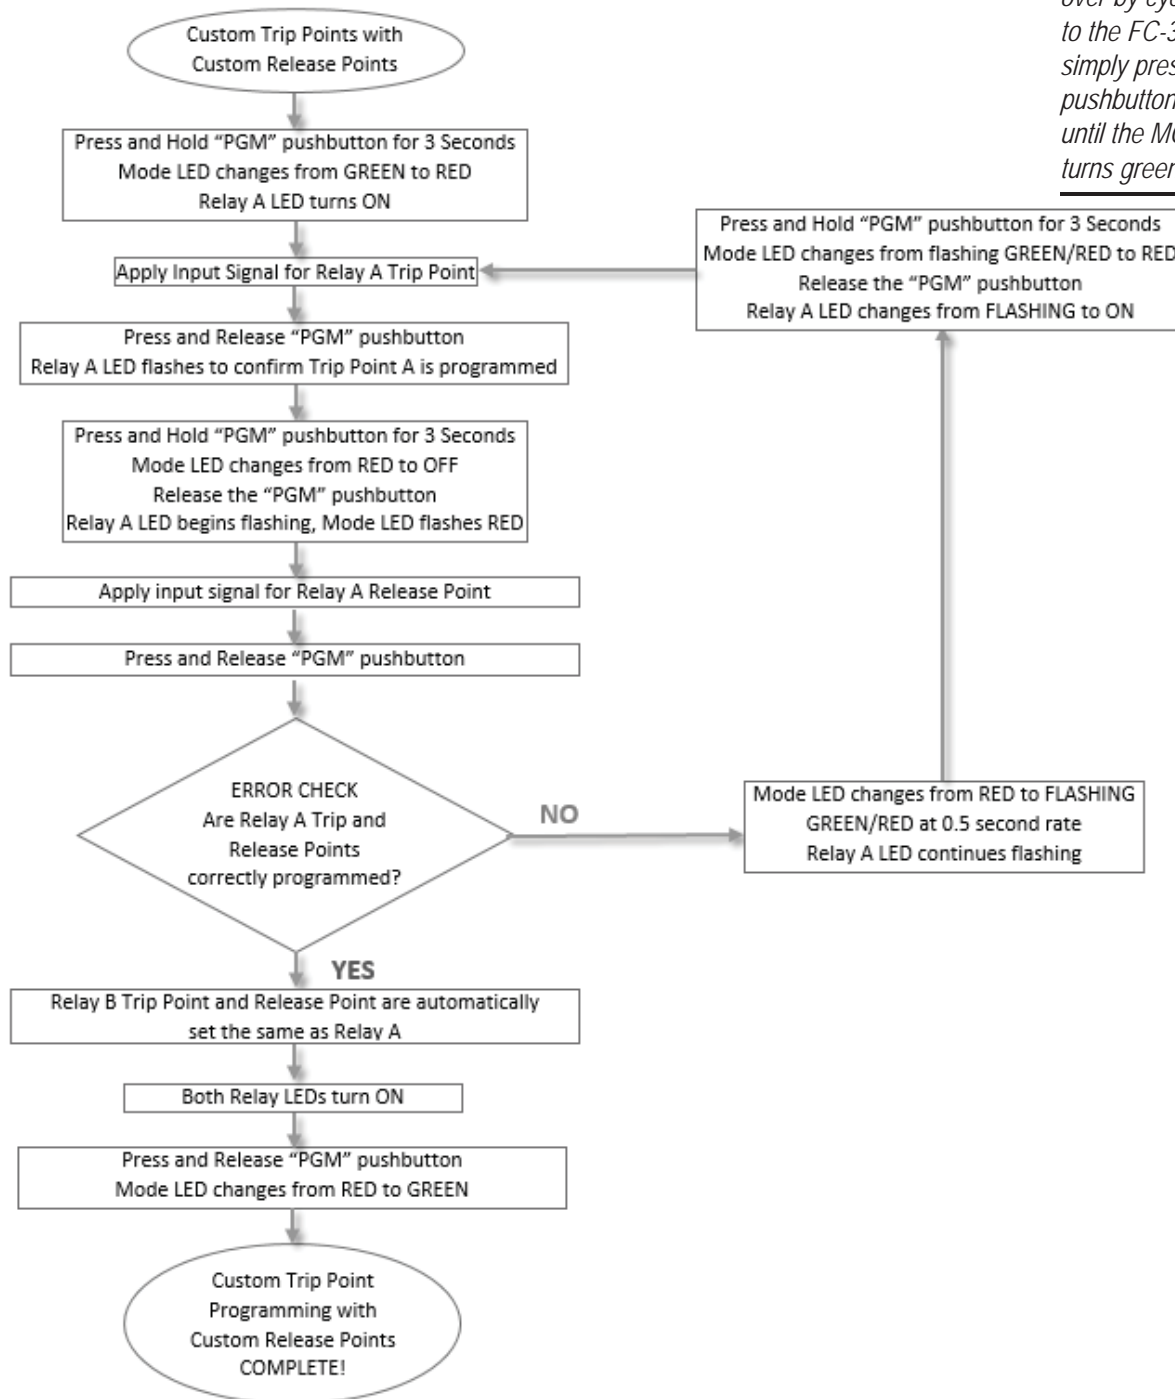 over by
to the
simply
pushbutton
until the
turns
Custom Trip Points with
Custom Release Points
Press and Hold “PGM” pushbutton for 3 Seconds
Mode LED changes from GREEN to RED
Relay A LED turns ON
Apply Input Signal for Relay A Trip Point
Press and Release “PGM” pushbutton
Relay A LED flashes to confirm Trip Point A is programmed
Press and Hold “PGM” pushbutton for 3 Seconds
Mode LED changes from RED to OFF
Release the “PGM” pushbutton
Relay A LED begins flashing, Mode LED flashes RED
Apply input signal for Relay A Release Point
Press and Release “PGM” pushbutton
ERROR CHECK
Are Relay A Trip and
Release Points
correctly programmed?
NO
Mode LED changes from RED to FLASHING
GREEN/RED at 0.5 second rate
Relay A LED continues flashing
Press and Hold “PGM” pushbutton for 3 Seconds
Mode LED changes from flashing GREEN/RED to RED
Release the “PGM” pushbutton
Relay A LED changes from FLASHING to ON
YES
Relay B Trip Point and Release Point are automatically
set the same as Relay A
Both Relay LEDs turn ON
Press and Release “PGM” pushbutton
Mode LED changes from RED to GREEN
Custom Trip Point
Programming with
Custom Release Points
COMPLETE!